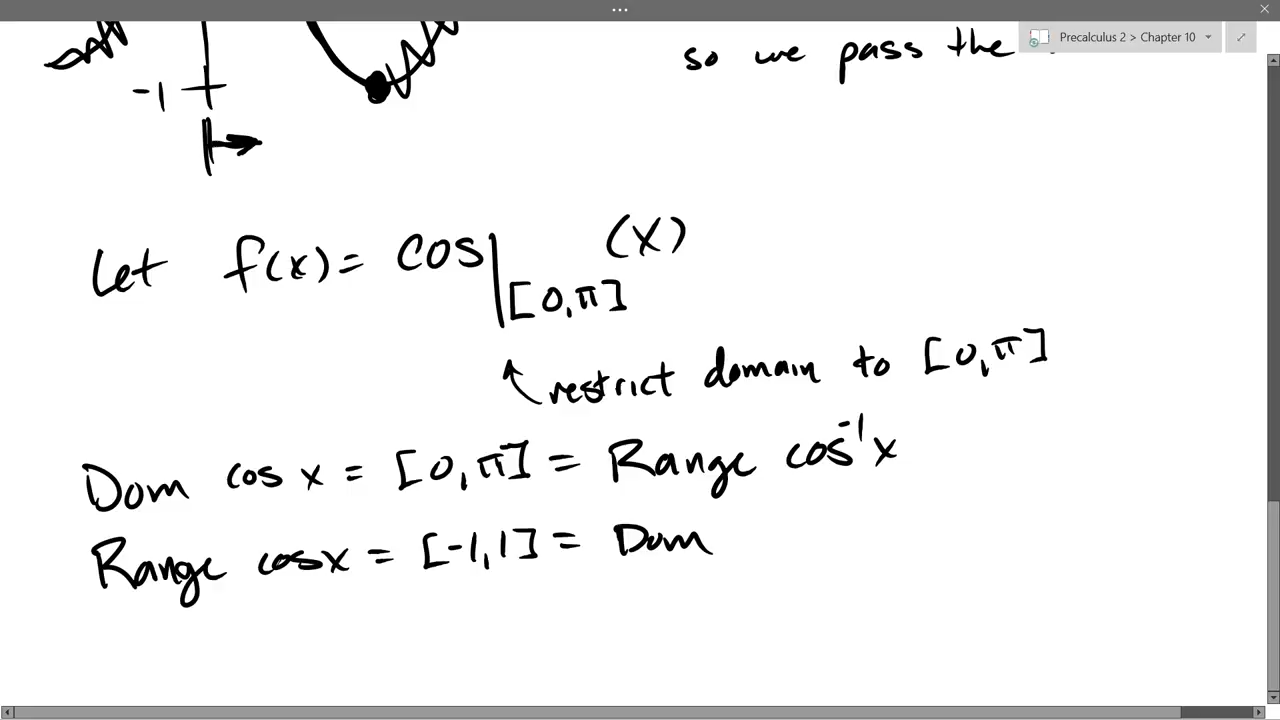 Precalculus 2 > Chapter 10
so we pass the
-1
Let f(x) = cos|[0,π] (x)
restrict domain to [0,π]
Dom cos x = [0,π] = Range cos⁻¹x
Range cosx = [-1,1] = Dom